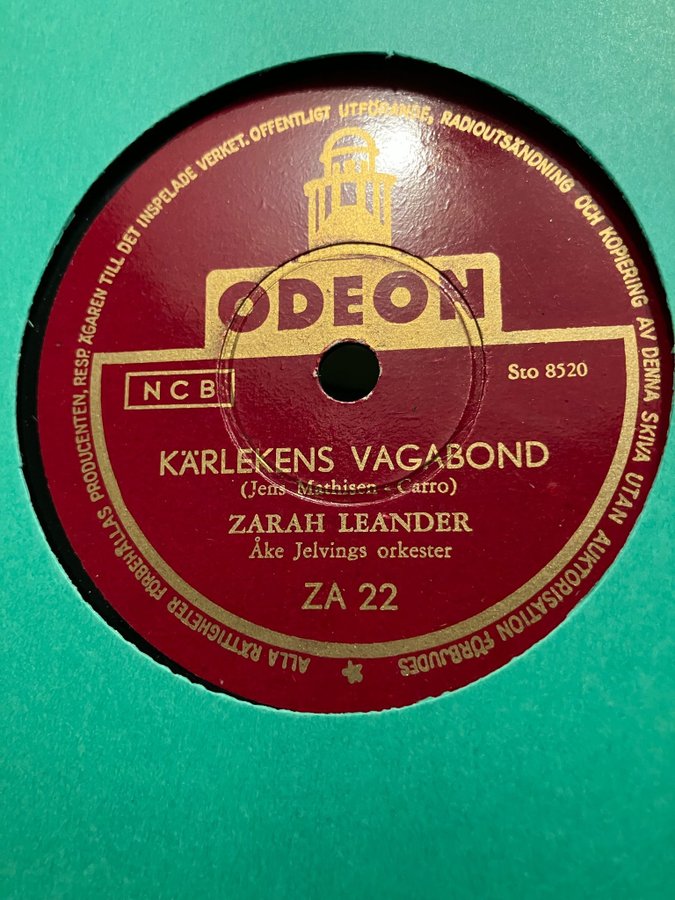 ALLA RÄTTIGHETER FÖRBEHÅLLAS PRODUCENTEN, RESP. ÄGAREN TILL DET INSPELADE VERKET. OFFENTLIGT UTFÖRANDE, RADIOUTSÄNDNING OCH KOPIERING AV DENNA SKIVA UTAN AUKTORISATION FÖRBJUDES
ODEON
NCB
Sto 8520
KÄRLEKENS VAGABOND
(Jens Mathisen - Carro)
ZARAH LEANDER
Åke Jelvings orkester
ZA 22